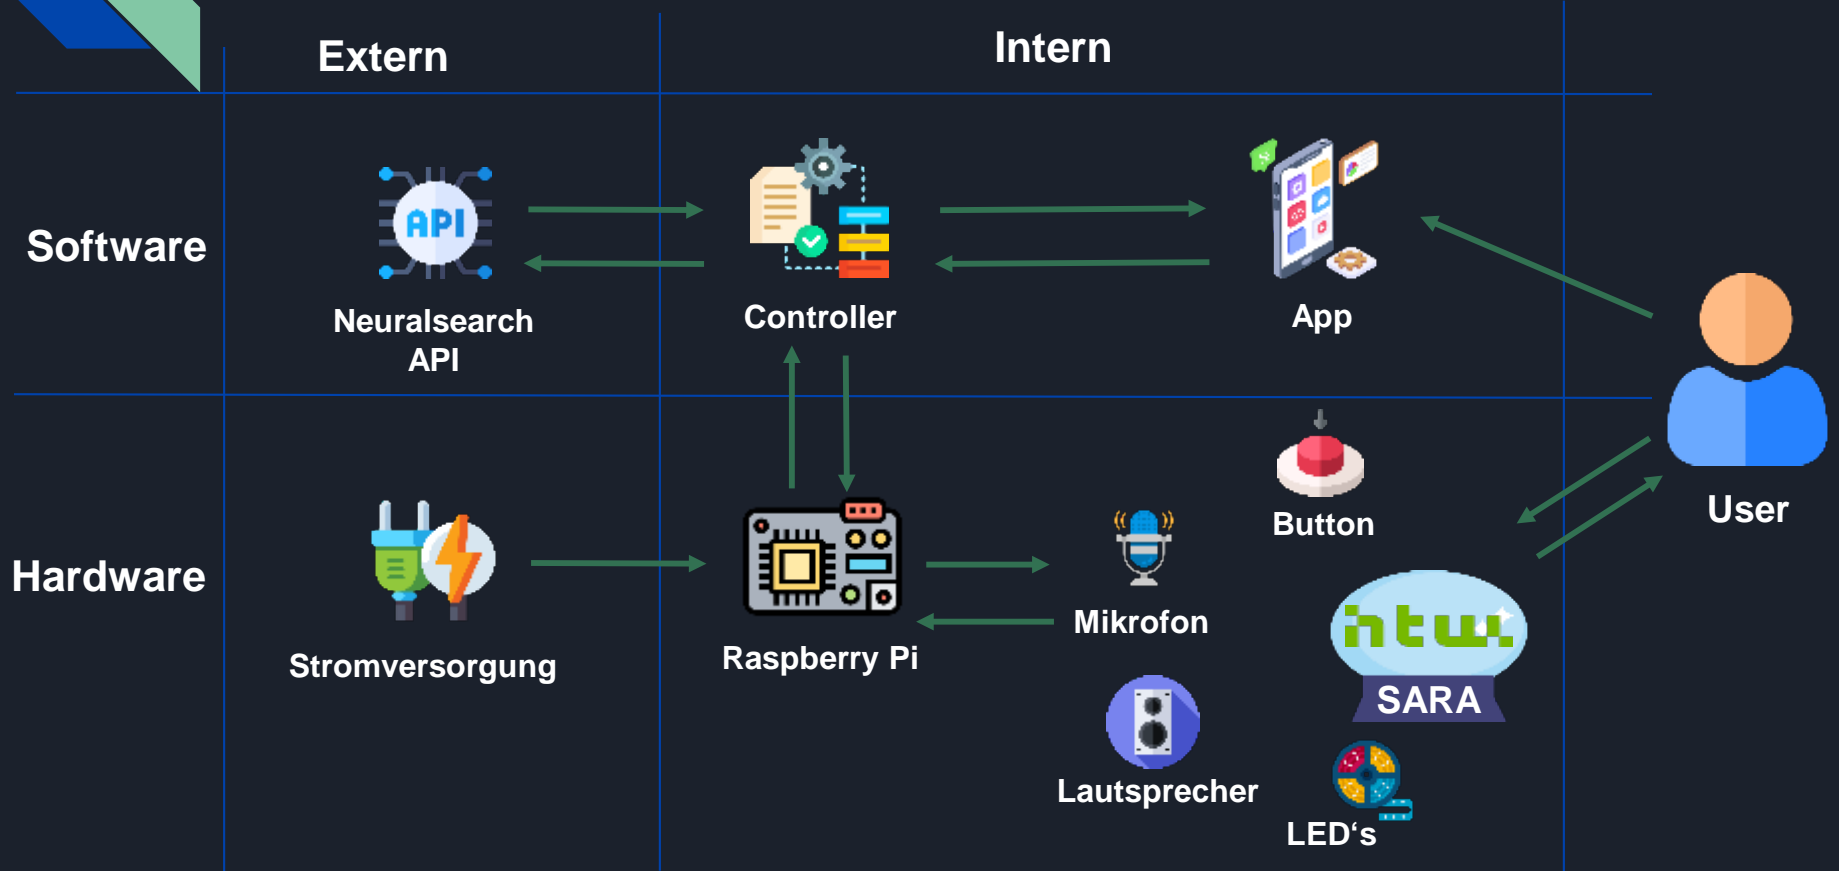 Extern
Intern
Software
API
Neuralsearch
API
Controller
App
User
Hardware
Stromversorgung
Raspberry Pi
Mikrofon
Button
htw
SARA
Lautsprecher
LED‘s